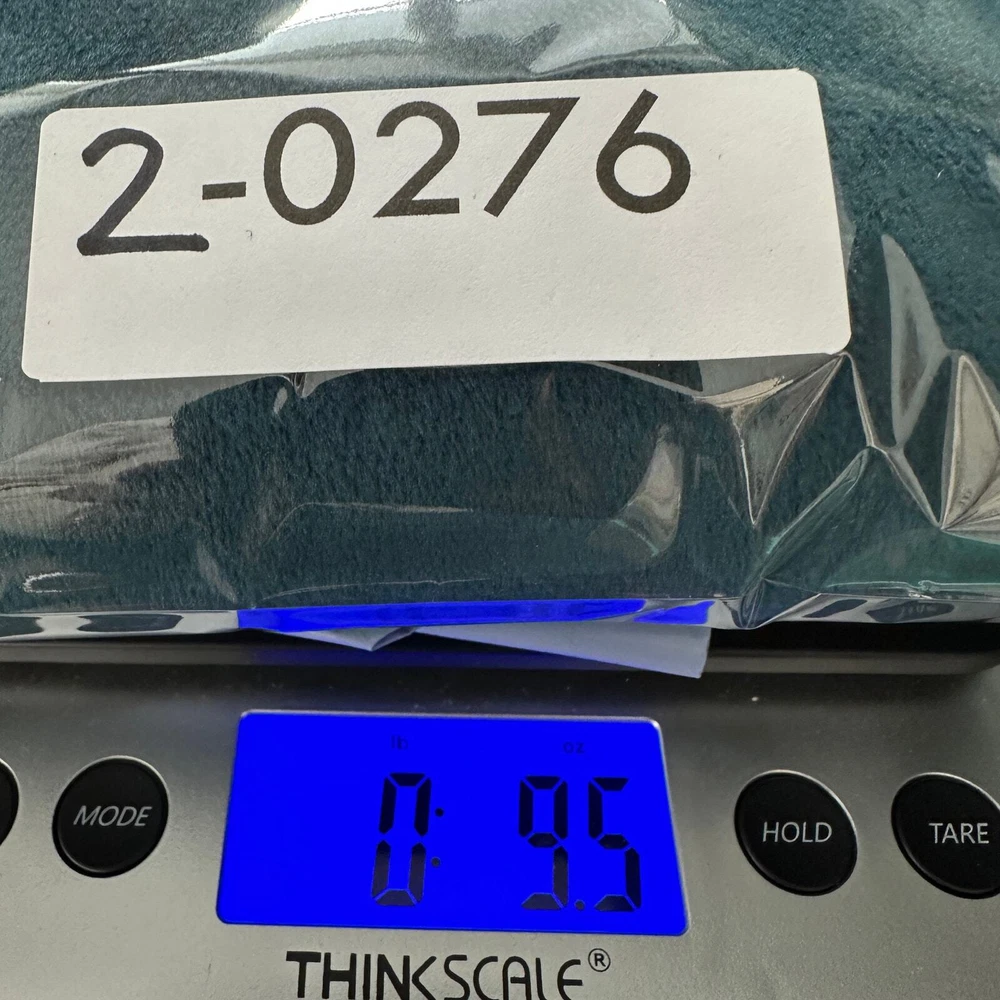 2-0276
lb oz
MODE 0: 9.5 HOLD TARE
THINKSCALE®